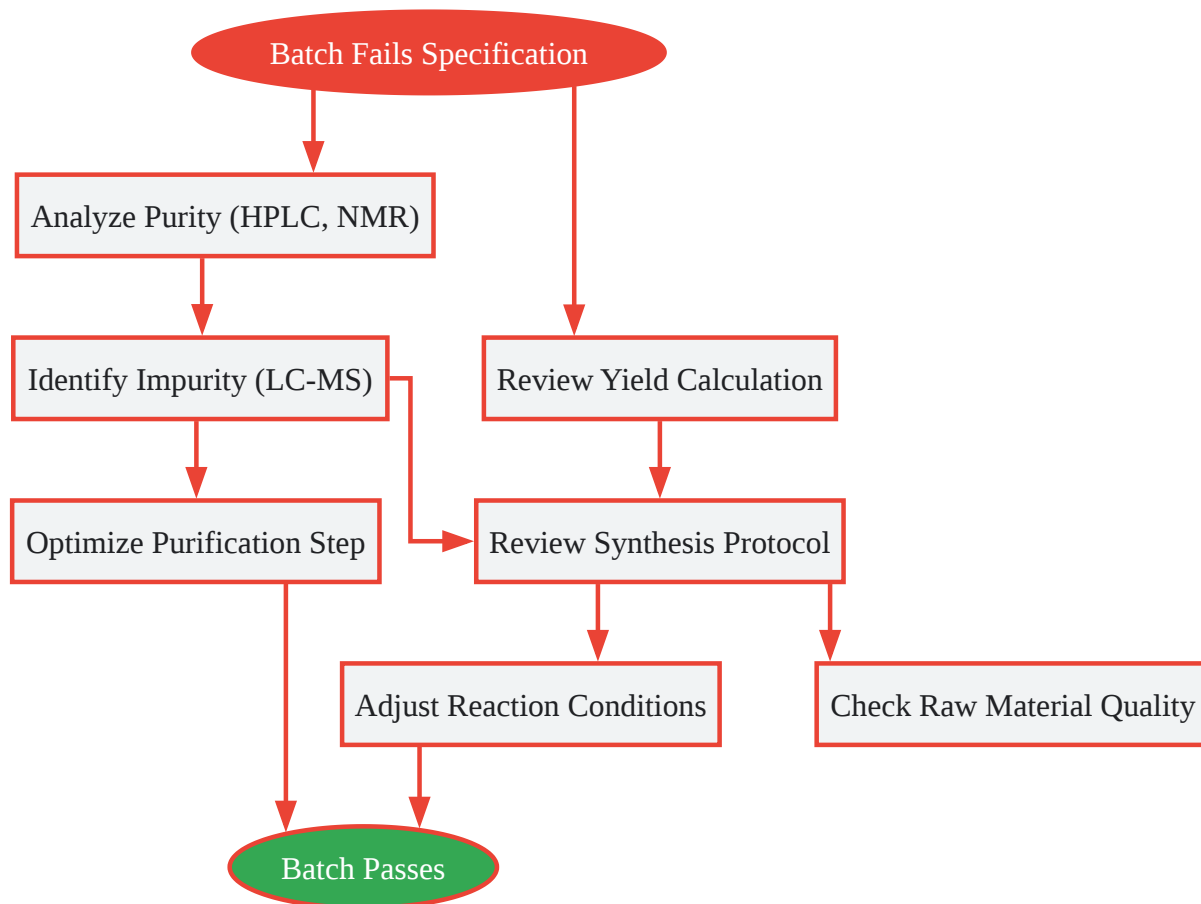 Batch Fails Specification
Analyze Purity (HPLC, NMR)
Identify Impurity (LC-MS)
Review Yield Calculation
Optimize Purification Step
Review Synthesis Protocol
Adjust Reaction Conditions
Check Raw Material Quality
Batch Passes